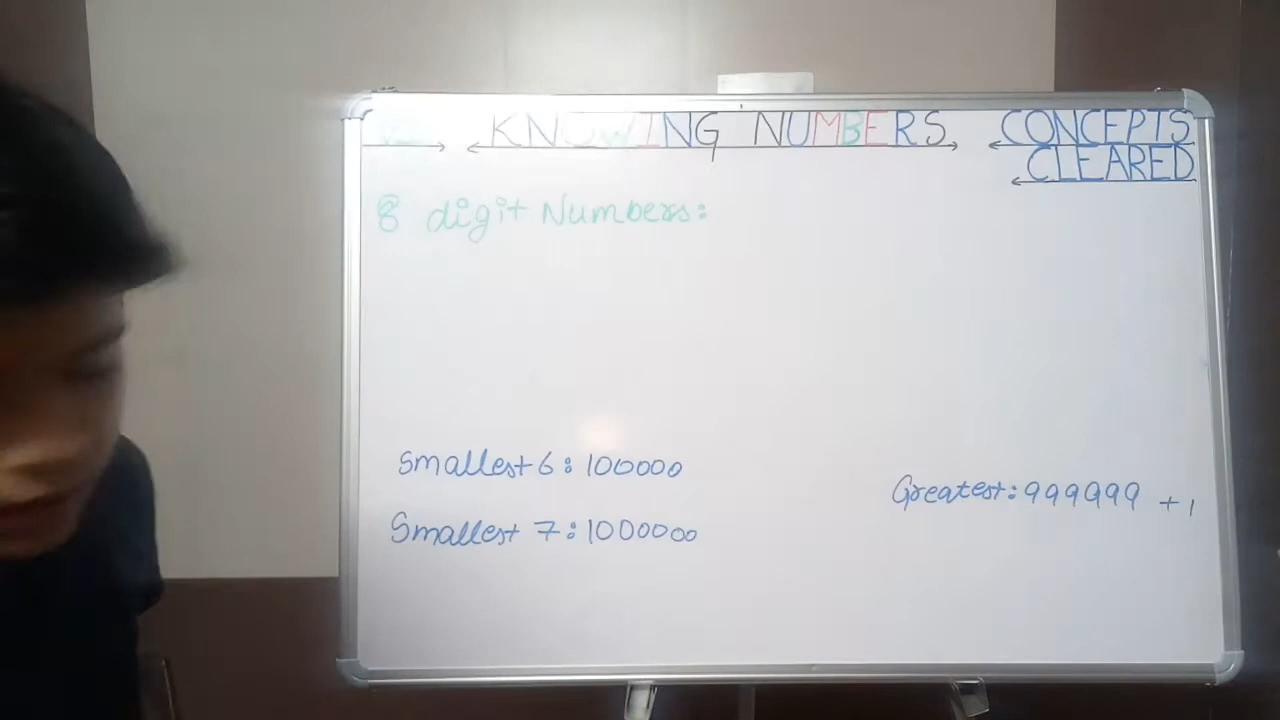 KNOWING NUMBERS
CONCEPTS
CLEARED
8 digit Numbers:
Smallest 6: 100000
Greatest: 999999 +1
Smallest 7: 1000000